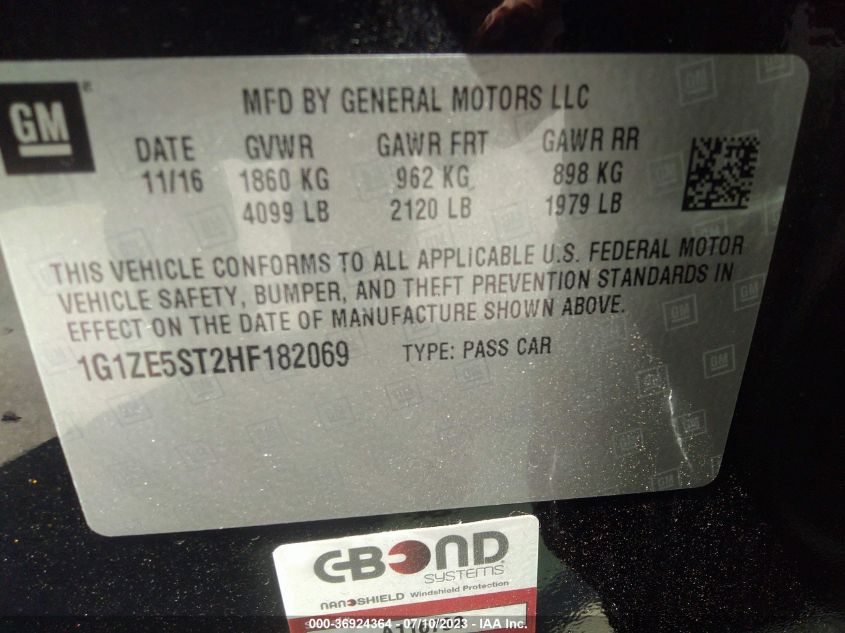 GM
®
MFD BY GENERAL MOTORS LLC
DATE GVWR GAWR FRT GAWR RR
11/16 1860 KG 962 KG 898 KG
4099 LB 2120 LB 1979 LB
THIS VEHICLE CONFORMS TO ALL APPLICABLE U.S. FEDERAL MOTOR
VEHICLE SAFETY, BUMPER, AND THEFT PREVENTION STANDARDS IN
EFFECT ON THE DATE OF MANUFACTURE SHOWN ABOVE.
1G1ZE5ST2HF182069 TYPE: PASS CAR
C-BOND
SYSTEMS
NANOSHIELD Windshield Protection
000-36924364 - 07/10/2023 - IAA Inc.